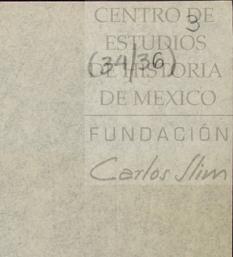 CENTRO DE
3
ESTUDIOS
(34/36)
DE HISTORIA
DE MEXICO
FUNDACIÓN
Carlos Slim